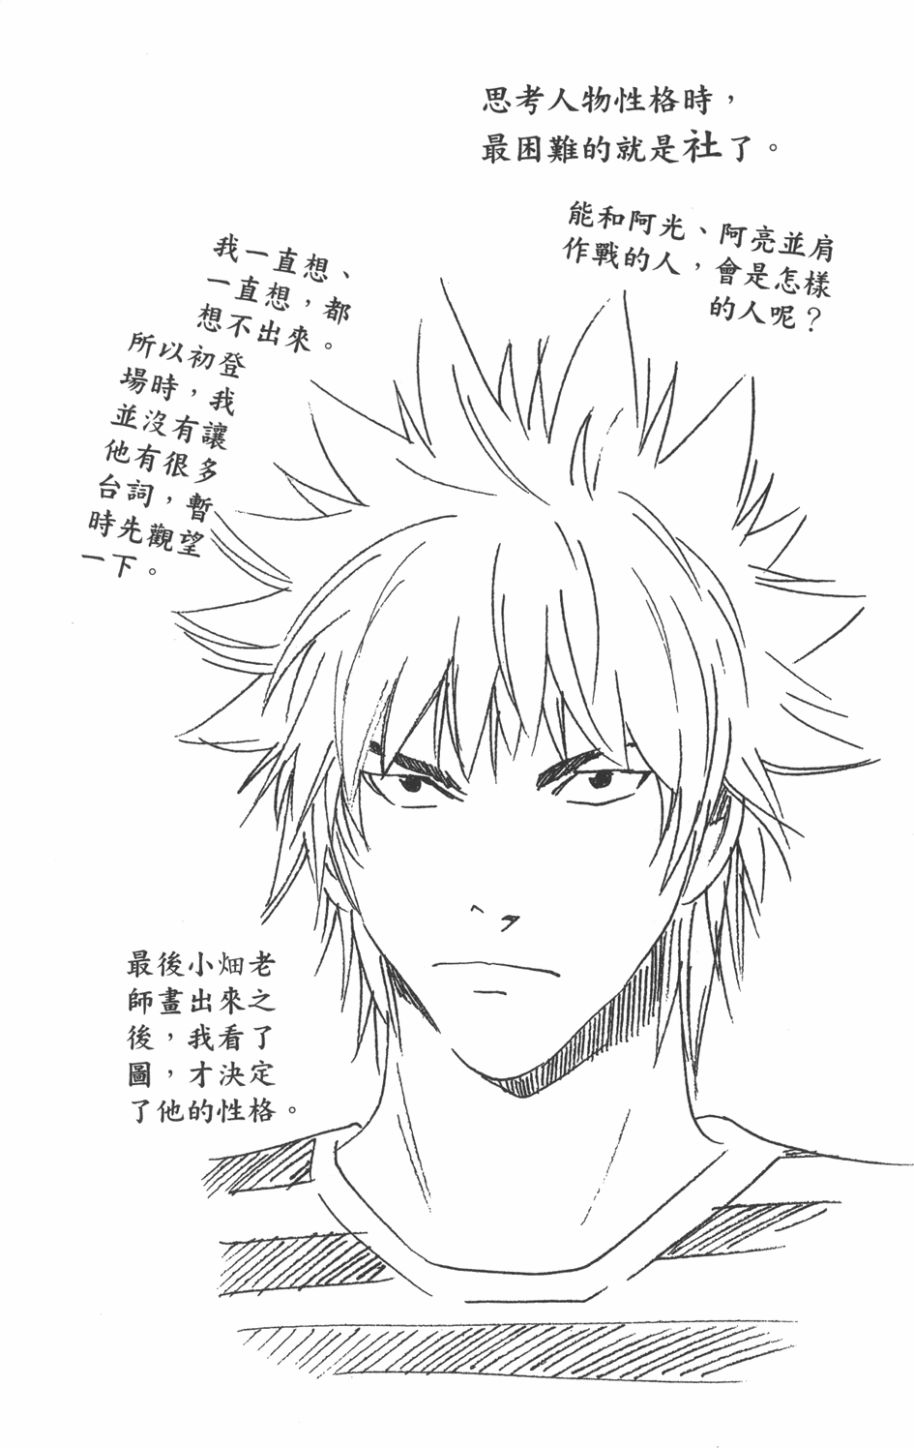 思考人物性格時，
最困難的就是社了。
能和阿光、阿亮並肩
作戰的人，會是怎樣
的人呢？
我一直想、
一直想，都
想不出來。
所以初登
場時，我
並沒有讓
他有很多
台詞，暫
時先觀望
一下。
最後小畑老
師畫出來之
後，我看了
圖，才決定
了他的性格。